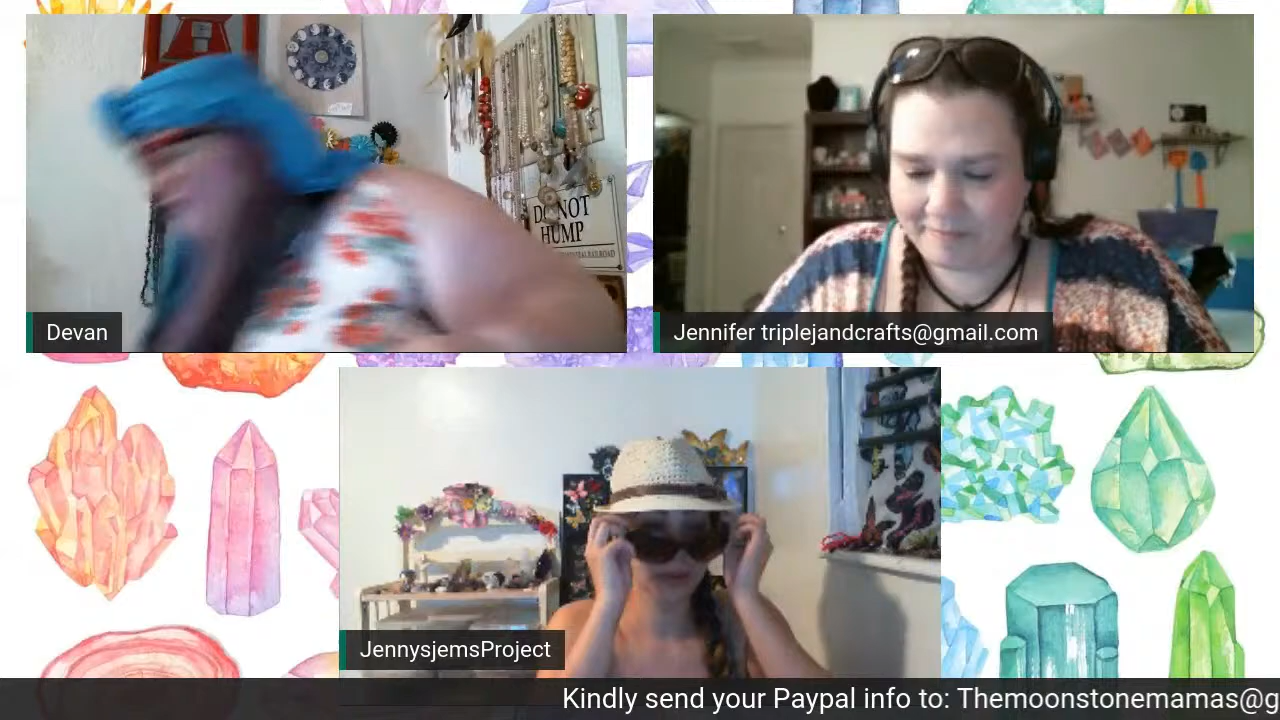 DO NOT
HUMP
Devan
Jennifer triplejandcrafts@gmail.com
JennysjemsProject
Kindly send your Paypal info to: Themoonstonemamas@g